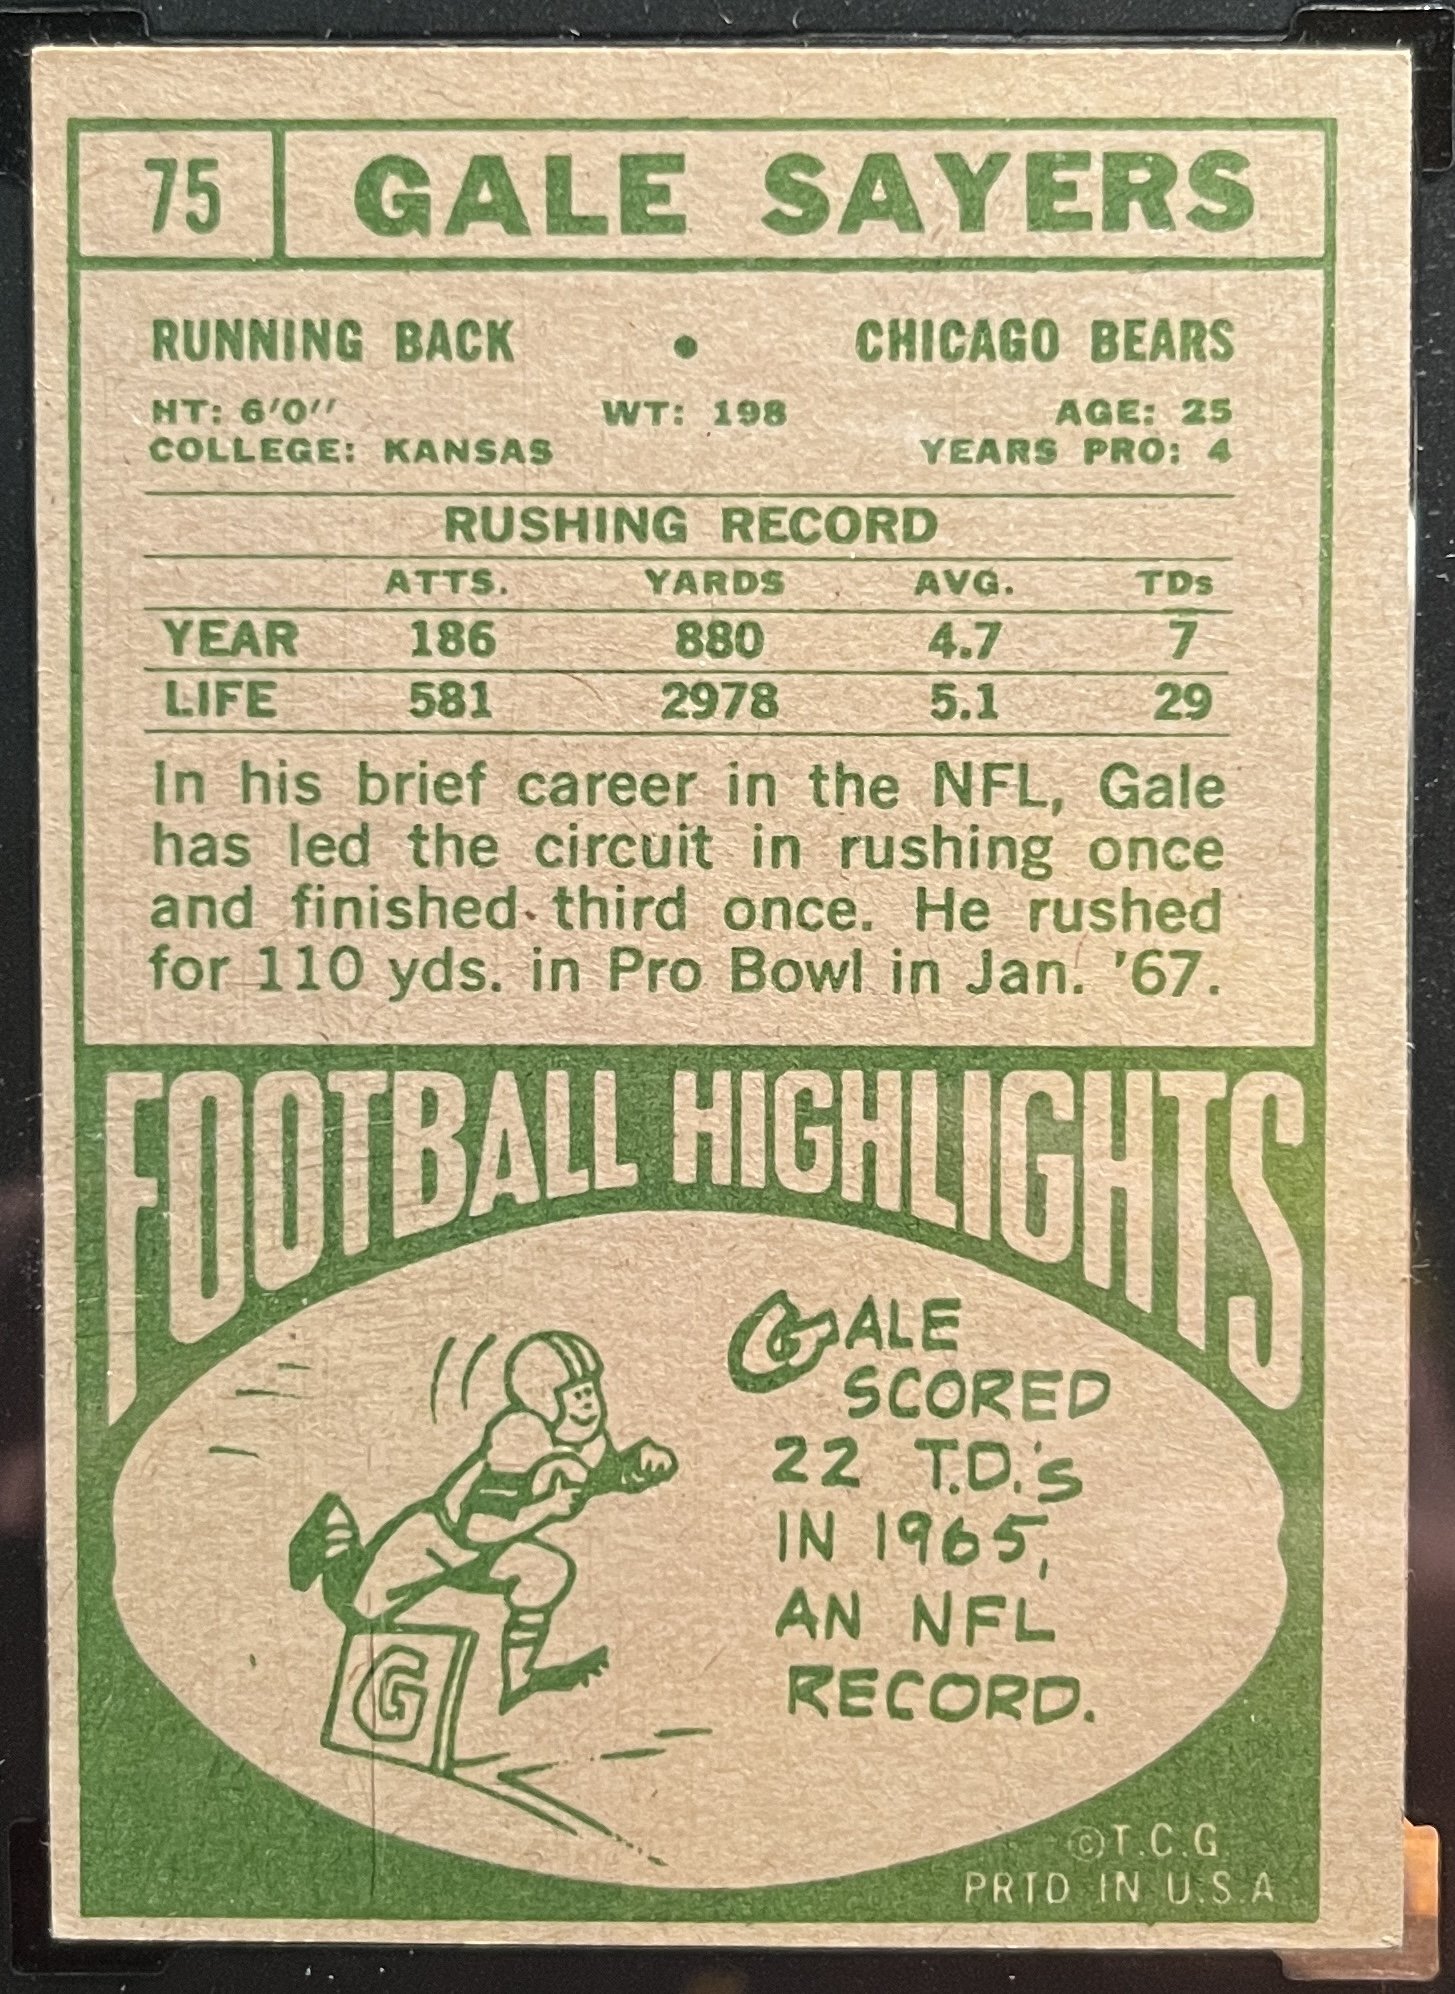 75 GALE SAYERS
RUNNING BACK • CHICAGO BEARS
HT: 6'0'' WT: 198 AGE: 25
COLLEGE: KANSAS YEARS PRO: 4
RUSHING RECORD
ATTS. YARDS AVG. TDs
YEAR 186 880 4.7 7
LIFE 581 2978 5.1 29
In his brief career in the NFL, Gale
has led the circuit in rushing once
and finished third once. He rushed
for 110 yds. in Pro Bowl in Jan. '67.
FOOTBALL HIGHLIGHTS
GALE
SCORED
22 T.D.'s
IN 1965,
AN NFL
RECORD.
G
©T.C.G
PRTD IN U.S.A